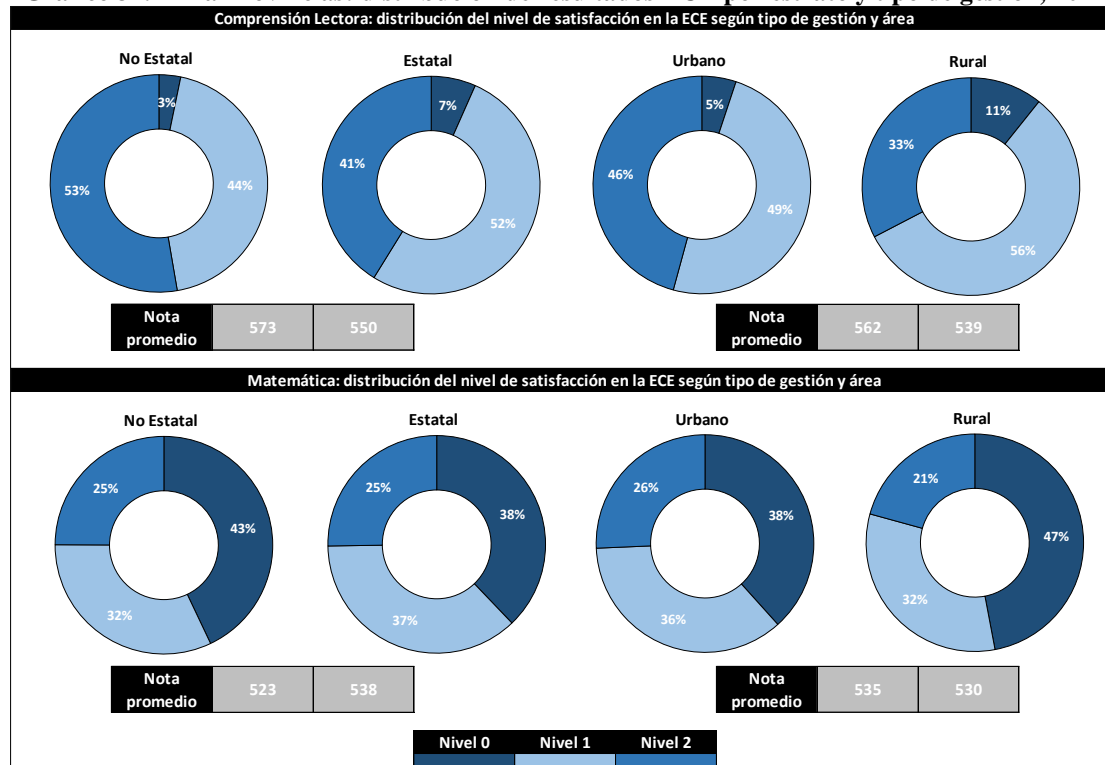 Comprensión Lectora: distribución del nivel de satisfacción en la ECE según tipo de gestión y área
No Estatal
Estatal
Urbano
Rural
3%
44%
53%
7%
52%
41%
5%
49%
46%
11%
56%
33%
Nota promedio
573
550
Nota promedio
562
539
Matemática: distribución del nivel de satisfacción en la ECE según tipo de gestión y área
No Estatal
Estatal
Urbano
Rural
43%
32%
25%
38%
37%
25%
38%
36%
26%
47%
32%
21%
Nota promedio
523
538
Nota promedio
535
530
Nivel 0
Nivel 1
Nivel 2